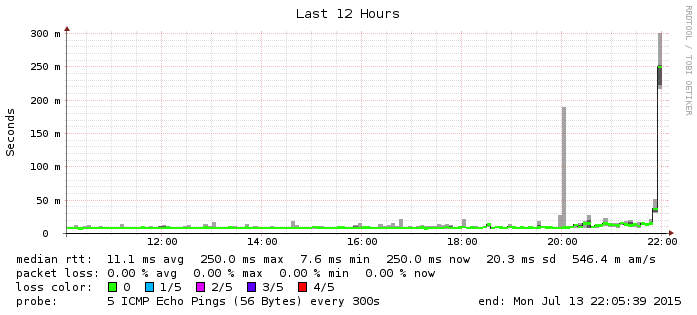 Last 12 Hours
RRDTOOL / TOBI OETIKER
Seconds
300 m
250 m
200 m
150 m
100 m
50 m
0
12:00 14:00 16:00 18:00 20:00 22:00
median rtt: 11.1 ms avg 250.0 ms max 7.6 ms min 250.0 ms now 20.3 ms sd 546.4 m am/s
packet loss: 0.00 % avg 0.00 % max 0.00 % min 0.00 % now
loss color: 0 1/5 2/5 3/5 4/5
probe: 5 ICMP Echo Pings (56 Bytes) every 300s end: Mon Jul 13 22:05:39 2015